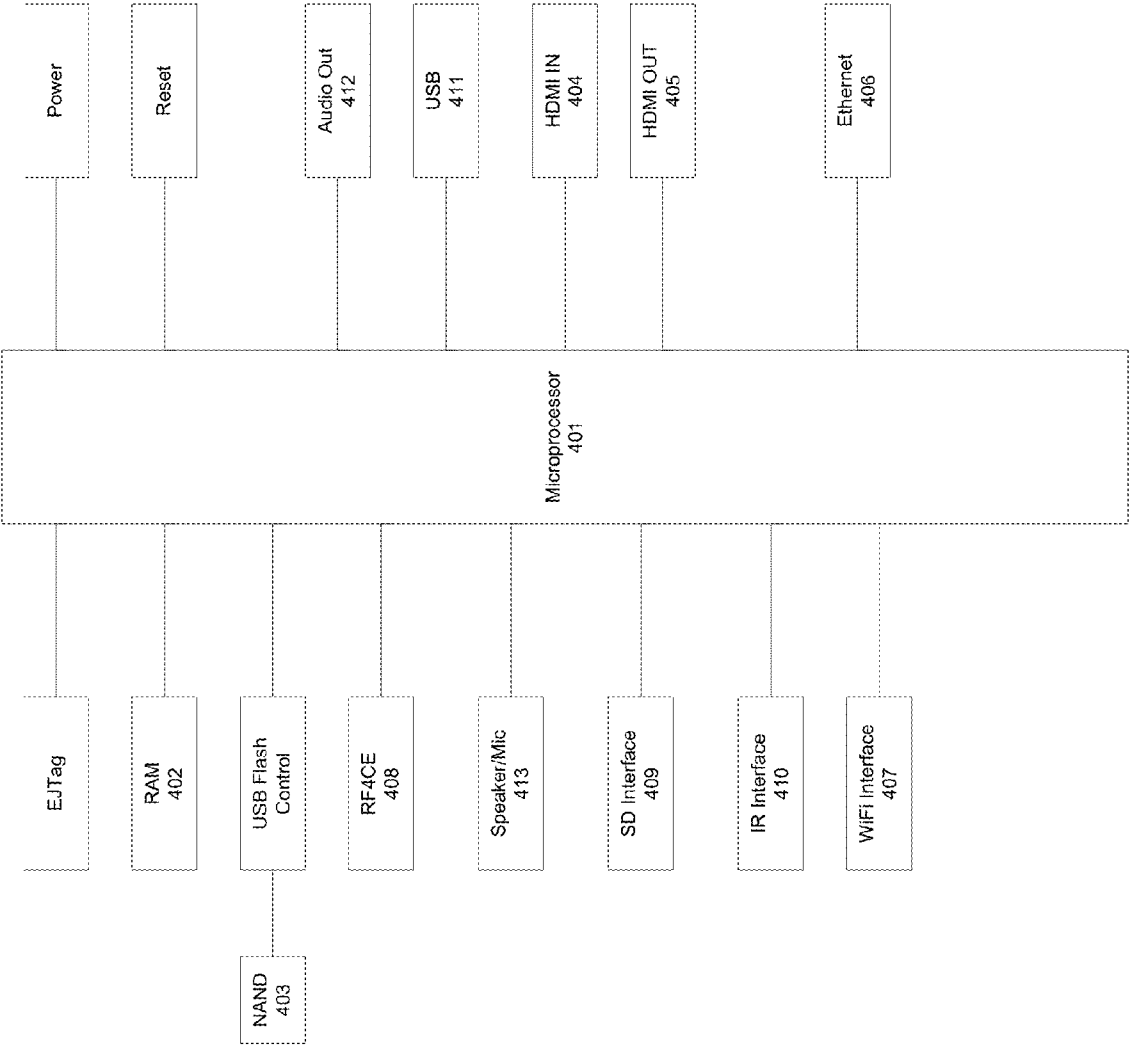 Power
Reset
Audio Out
412
USB
411
HDMI IN
404
HDMI OUT
405
Ethernet
406
Microprocessor
401
EJTag
RAM
402
USB Flash
Control
RF4CE
408
Speaker/Mic
413
SD Interface
409
IR Interface
410
WiFi Interface
407
NAND
403